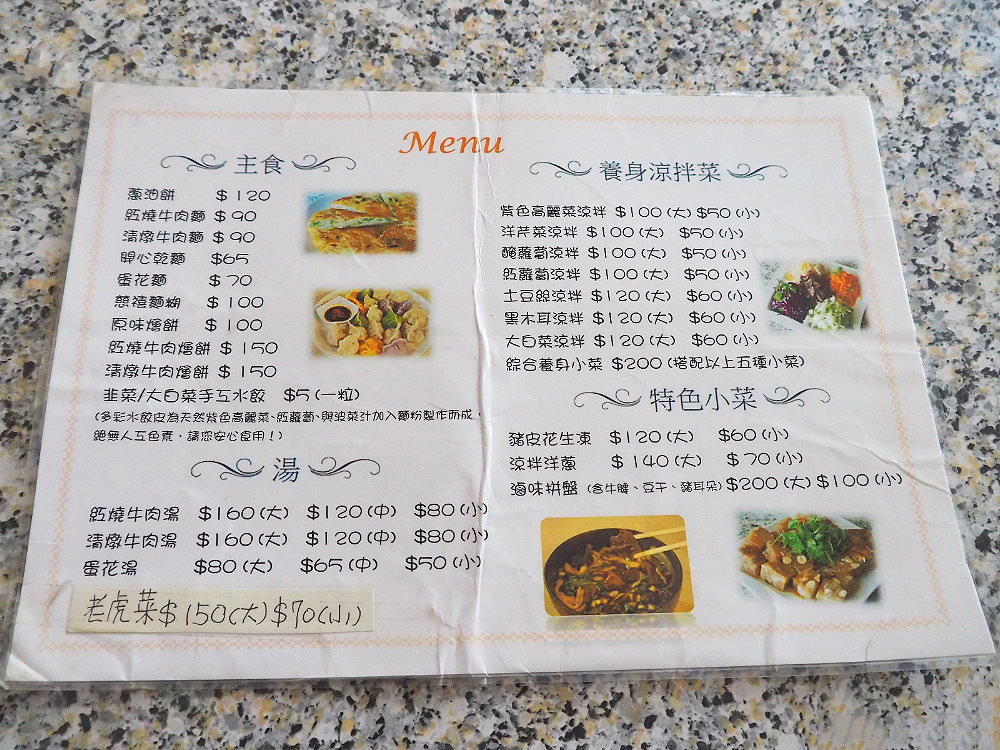 Menu
主食
蔥油餅 $120
紅燒牛肉麵 $90
清燉牛肉麵 $90
開心乾麵 $65
蛋花麵 $70
麵糊 $100
原味燴餅 $100
紅燒牛肉燴餅 $150
清燉牛肉燴餅 $150
韭菜/大白菜手工水餃 $5(一粒)
(多彩水餃皮為天然紫色高麗菜、紅蘿蔔、與波菜汁加入麵粉製作而成,
絕無人工色素,請您安心食用!)
湯
紅燒牛肉湯 $160(大) $120(中) $80(小)
清燉牛肉湯 $160(大) $120(中) $80(小)
蛋花湯 $80(大) $65(中) $50(小)
老虎菜$150(大)$70(小)
養身涼拌菜
紫色高麗菜涼拌 $100(大) $50(小)
洋芹菜涼拌 $100(大) $50(小)
醃蘿蔔涼拌 $100(大) $50(小)
紅蘿蔔涼拌 $100(大) $50(小)
土豆絲涼拌 $120(大) $60(小)
黑木耳涼拌 $120(大) $60(小)
大白菜涼拌 $120(大) $60(小)
綜合養身小菜 $200(搭配以上五種小菜)
特色小菜
豬皮花生凍 $120(大) $60(小)
涼拌洋蔥 $140(大) $70(小)
滷味拼盤 (含牛腱、豆干、豬耳朵) $200(大) $100(小)